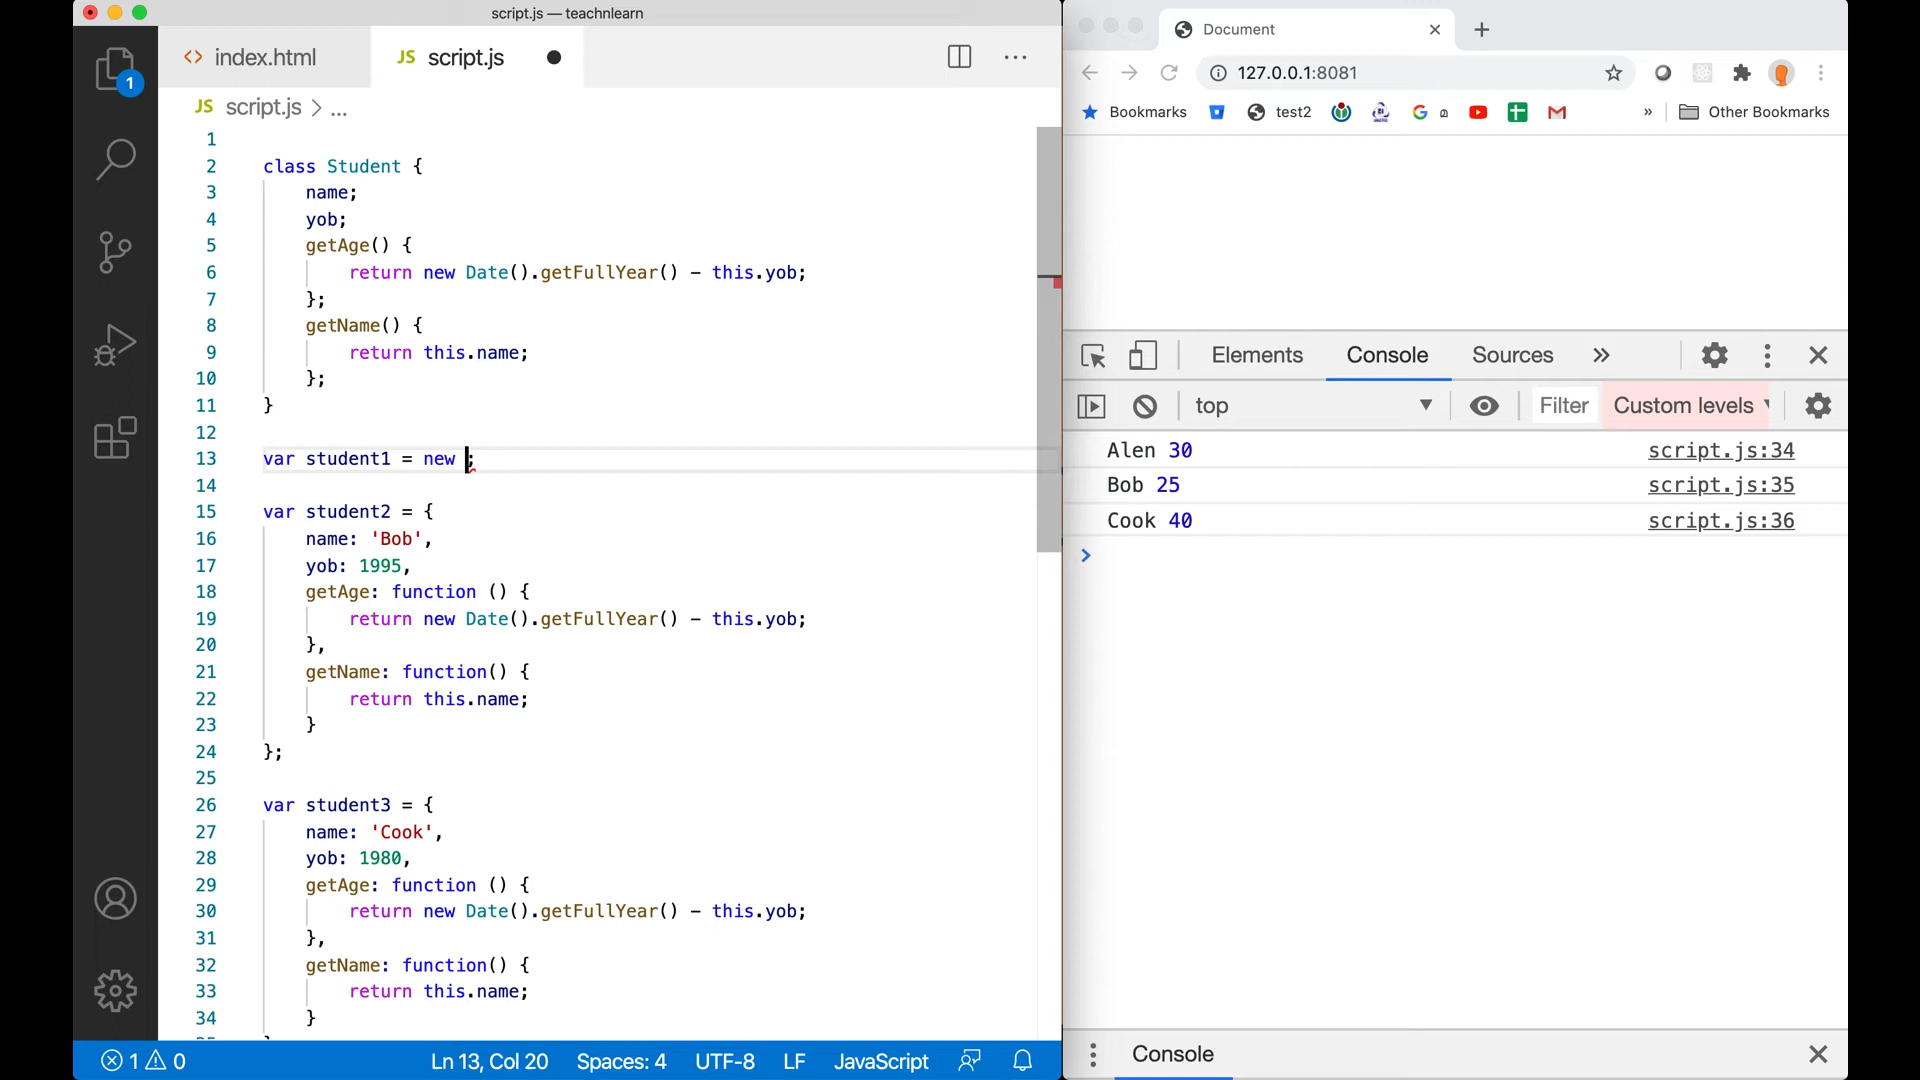 script.js — teachnlearn
index.html
JS script.js
JS script.js > ...
1
2 class Student {
3 name;
4 yob;
5 getAge() {
6 return new Date().getFullYear() - this.yob;
7 };
8 getName() {
9 return this.name;
10 };
11 }
12
13 var student1 = new ;
14
15 var student2 = {
16 name: 'Bob',
17 yob: 1995,
18 getAge: function () {
19 return new Date().getFullYear() - this.yob;
20 },
21 getName: function() {
22 return this.name;
23 }
24 };
25
26 var student3 = {
27 name: 'Cook',
28 yob: 1980,
29 getAge: function () {
30 return new Date().getFullYear() - this.yob;
31 },
32 getName: function() {
33 return this.name;
34 }
1
1 0
Ln 13, Col 20 Spaces: 4 UTF-8 LF JavaScript
Document
127.0.0.1:8081
Bookmarks test2 » Other Bookmarks
Elements Console Sources »
top Filter Custom levels
Alen 30 script.js:34
Bob 25 script.js:35
Cook 40 script.js:36
>
Console